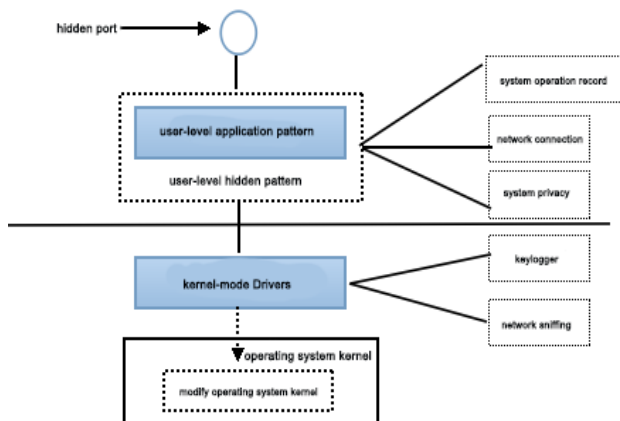 hidden port
system operation record
user-level application pattern
network connection
user-level hidden pattern
system privacy
kernel-mode Drivers
keylogger
network sniffing
operating system kernel
modify operating system kernel